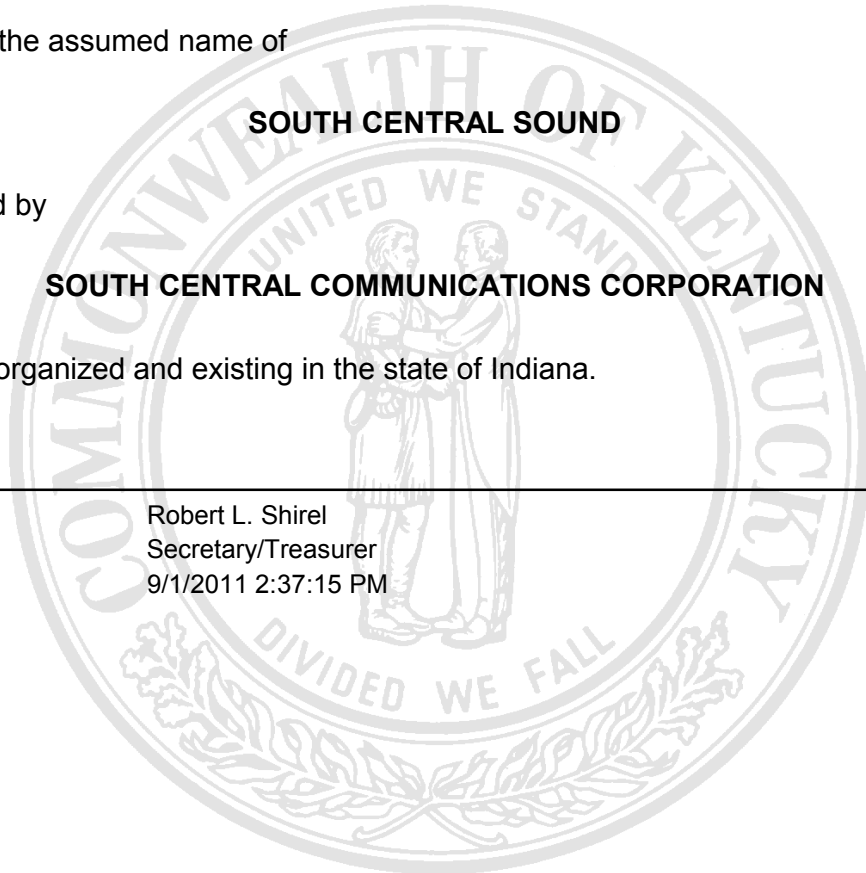 the assumed name of
SOUTH CENTRAL SOUND
d by
SOUTH CENTRAL COMMUNICATIONS CORPORATION
organized and existing in the state of Indiana.
Robert L. Shirel
Secretary/Treasurer
9/1/2011 2:37:15 PM
COMMONWEALTH OF KENTUCKY
UNITED WE STAND
DIVIDED WE FALL